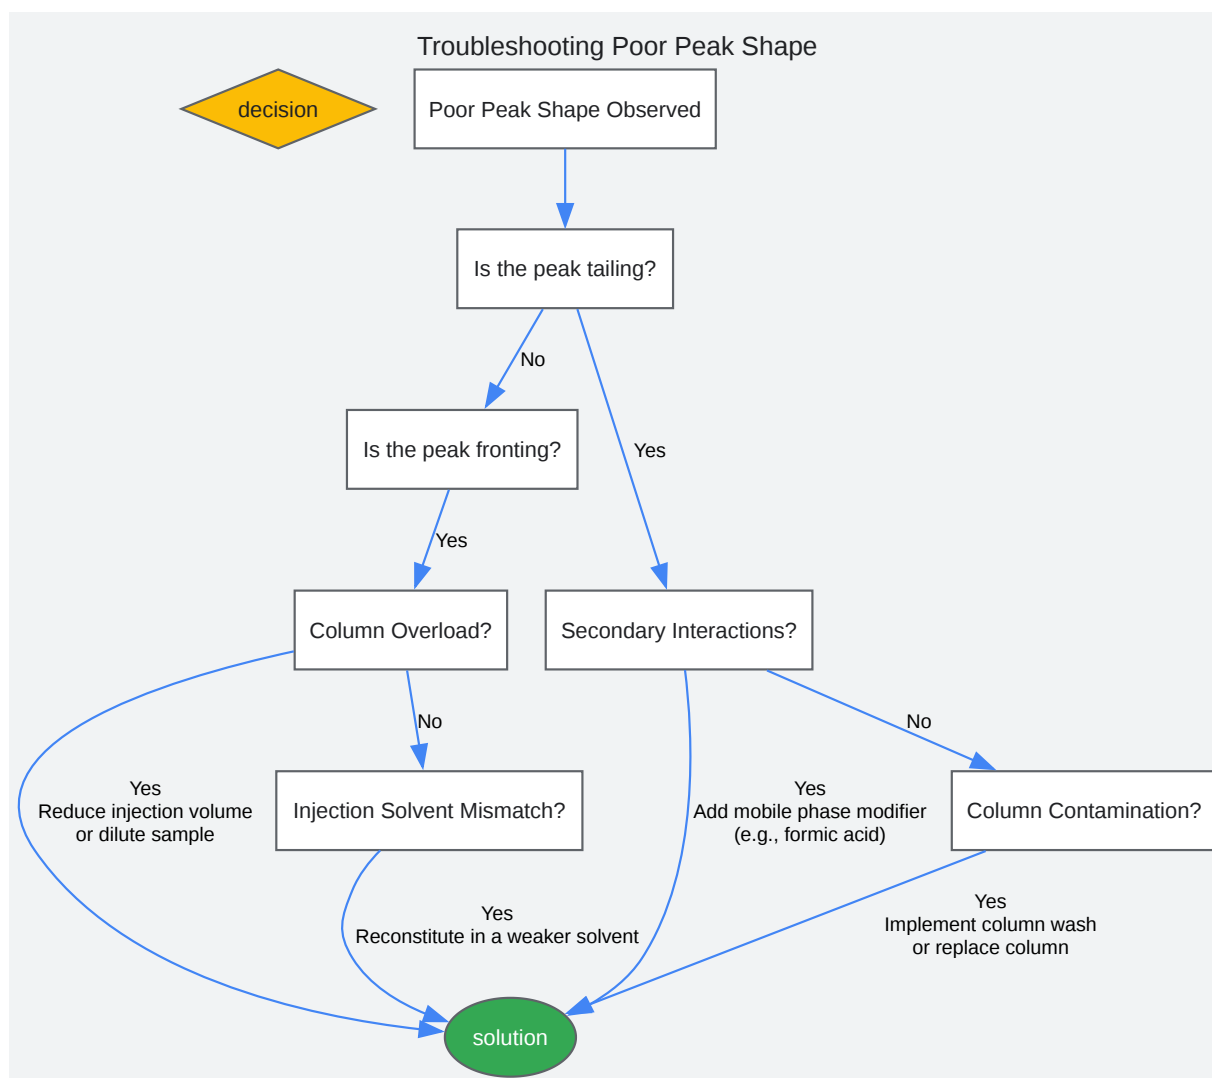 Troubleshooting Poor Peak Shape
decision
Poor Peak Shape Observed
Is the peak tailing?
No
Is the peak fronting?
Yes
Yes
Column Overload?
Secondary Interactions?
No
No
Yes
Reduce injection volume
or dilute sample
Injection Solvent Mismatch?
Yes
Add mobile phase modifier
(e.g., formic acid)
Column Contamination?
Yes
Reconstitute in a weaker solvent
Yes
Implement column wash
or replace column
solution